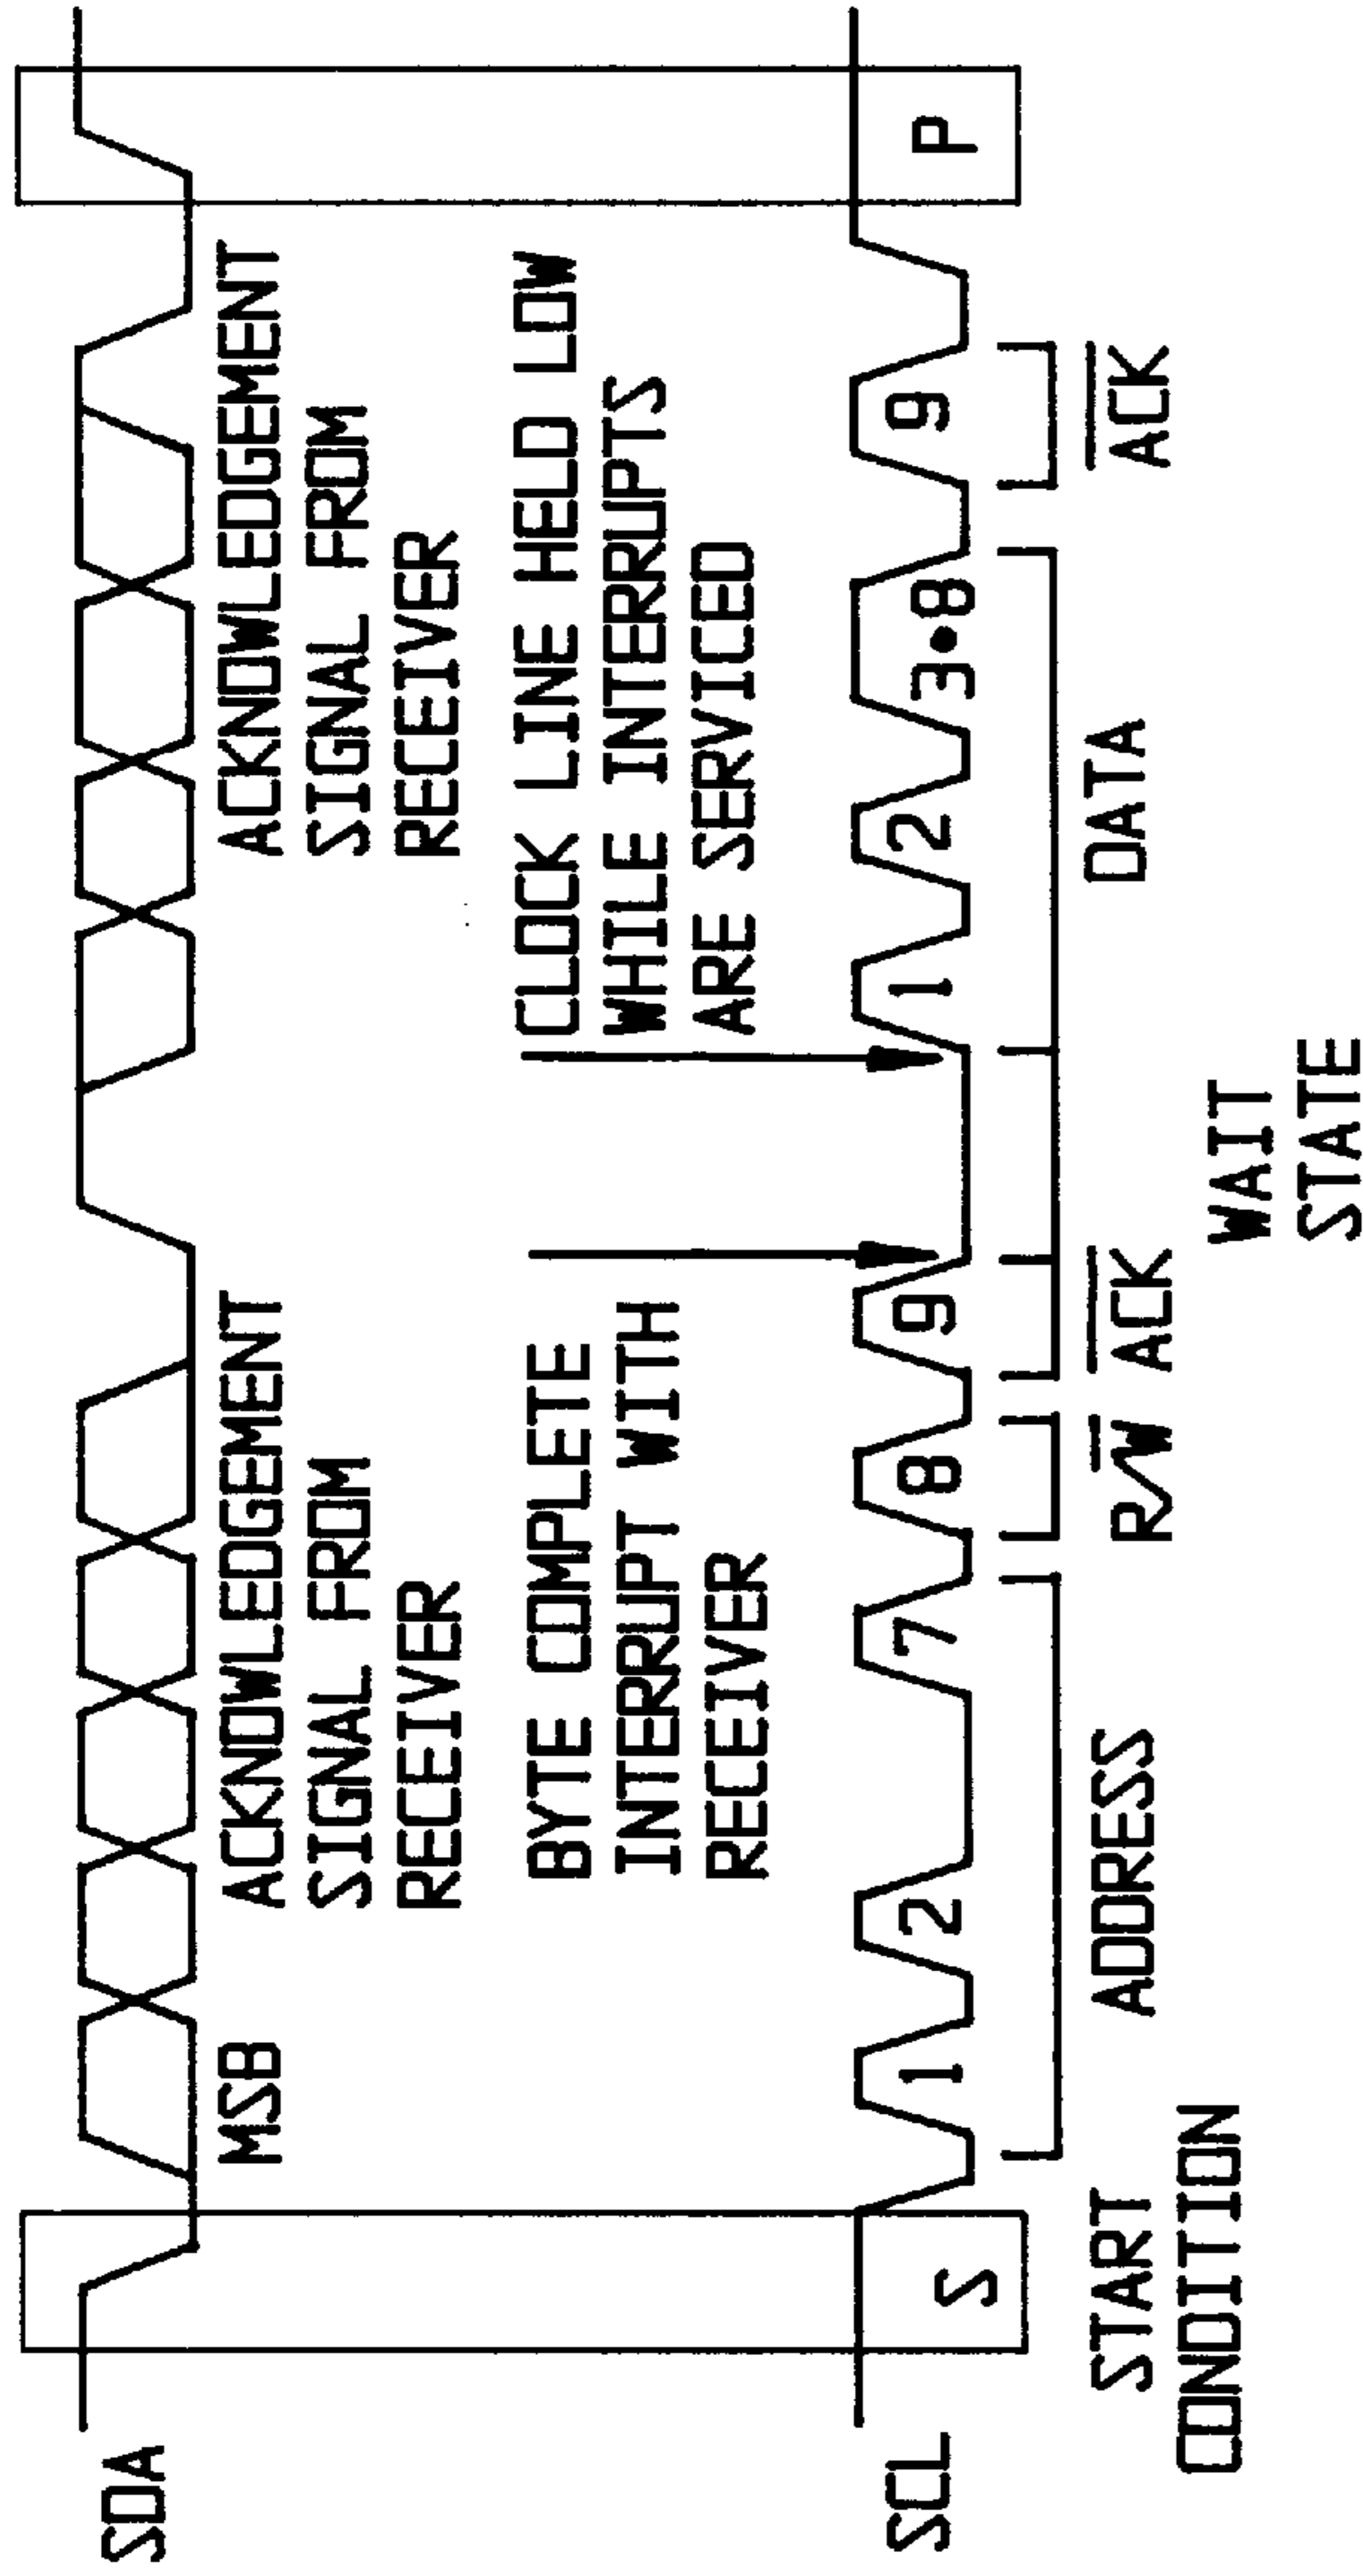 SDA
MSB
ACKNOWLEDGEMENT
SIGNAL FROM
RECEIVER
ACKNOWLEDGEMENT
SIGNAL FROM
RECEIVER
BYTE COMPLETE
INTERRUPT WITH
RECEIVER
CLOCK LINE HELD LOW
WHILE INTERRUPTS
ARE SERVICED
SCL
S
1
2
7
8
9
1
2
3•8
9
P
START
CONDITION
ADDRESS
R/W̅
A̅C̅K̅
WAIT
STATE
DATA
A̅C̅K̅